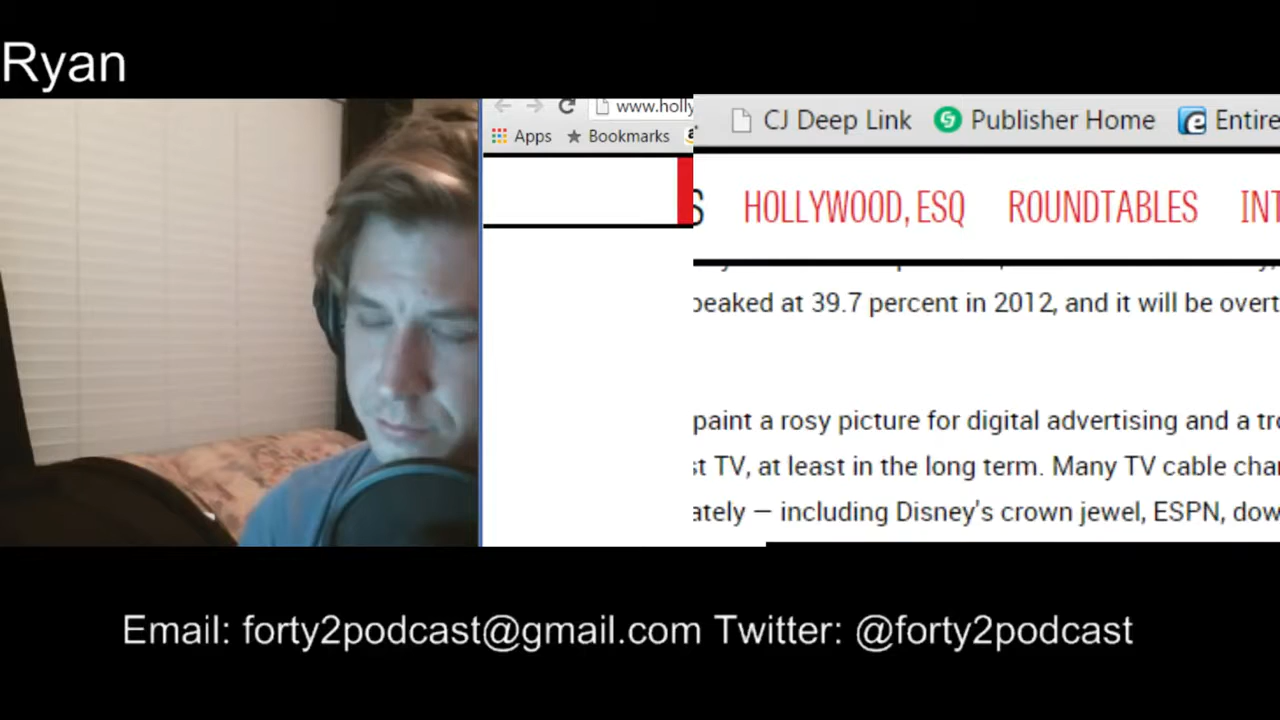 Ryan
www.holly
CJ Deep Link Publisher Home Entire
Apps Bookmarks
S HOLLYWOOD, ESQ ROUNDTABLES INT
peaked at 39.7 percent in 2012, and it will be overt
paint a rosy picture for digital advertising and a tr
st TV, at least in the long term. Many TV cable cha
ately — including Disney's crown jewel, ESPN, dow
Email: forty2podcast@gmail.com Twitter: @forty2podcast